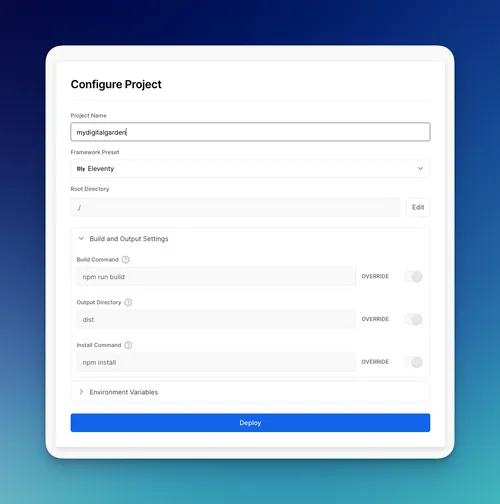 Configure Project
Project Name
mydigitalgarden
Framework Preset
11ty Eleventy
Root Directory
./
Edit
Build and Output Settings
Build Command ?
npm run build
OVERRIDE
Output Directory ?
dist
OVERRIDE
Install Command ?
npm install
OVERRIDE
Environment Variables
Deploy